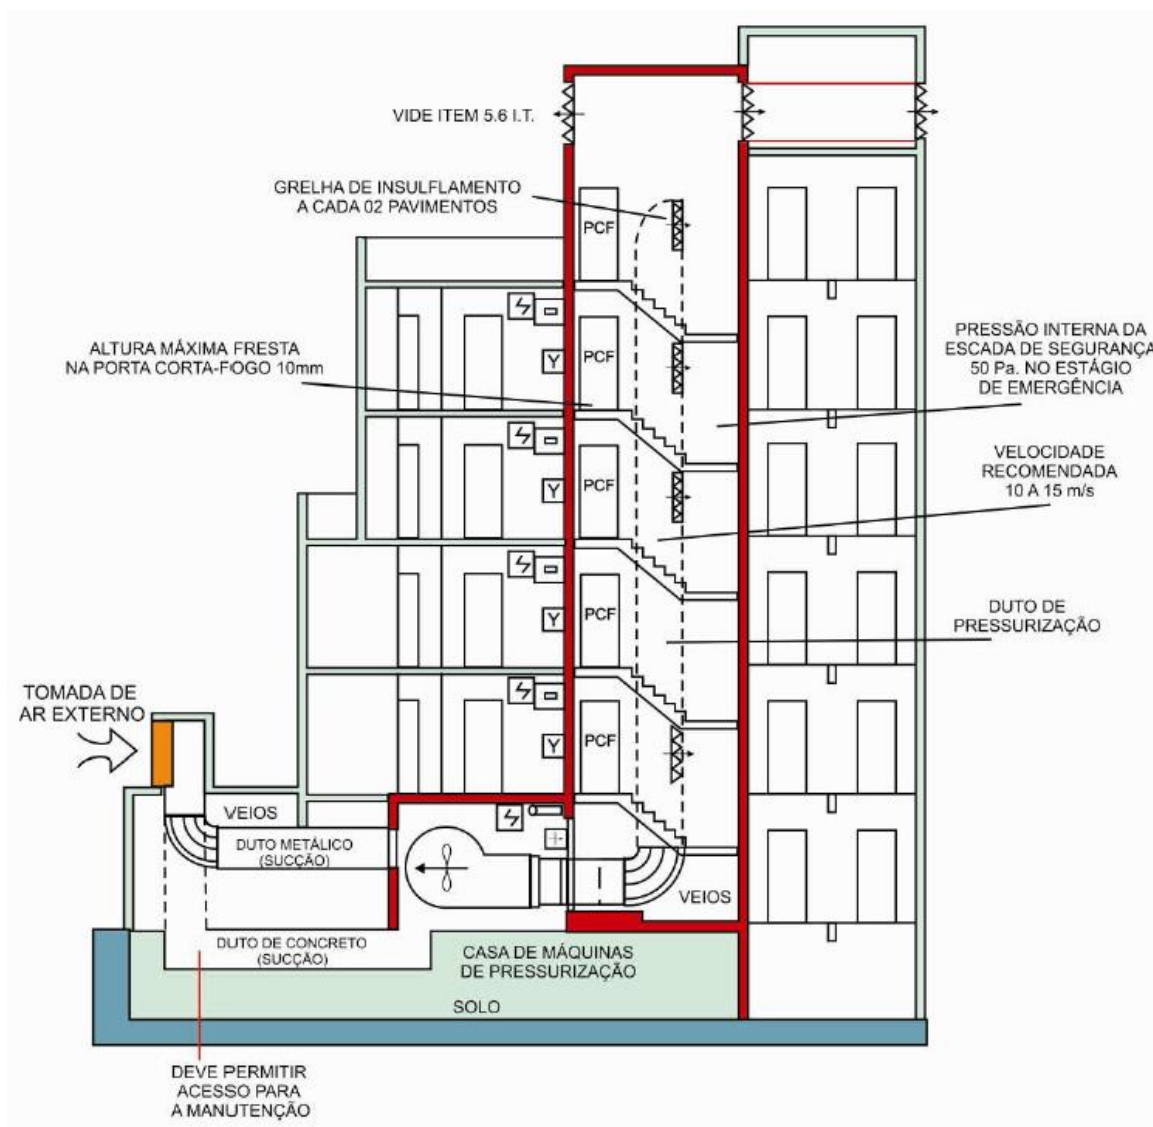 VIDE ITEM 5.6 I.T.
GRELHA DE INSULFLAMENTO
A CADA 02 PAVIMENTOS
PCF
ALTURA MÁXIMA FRESTA
NA PORTA CORTA-FOGO 10mm
Y
PCF
PRESSÃO INTERNA DA
ESCADA DE SEGURANÇA
50 Pa. NO ESTÁGIO
DE EMERGÊNCIA
Y
PCF
VELOCIDADE
RECOMENDADA
10 A 15 m/s
Y
PCF
DUTO DE
PRESSURIZAÇÃO
TOMADA DE
AR EXTERNO
Y
PCF
VEIOS
DUTO METÁLICO
(SUCÇÃO)
VEIOS
DUTO DE CONCRETO
(SUCÇÃO)
CASA DE MÁQUINAS
DE PRESSURIZAÇÃO
SOLO
DEVE PERMITIR
ACESSO PARA
A MANUTENÇÃO